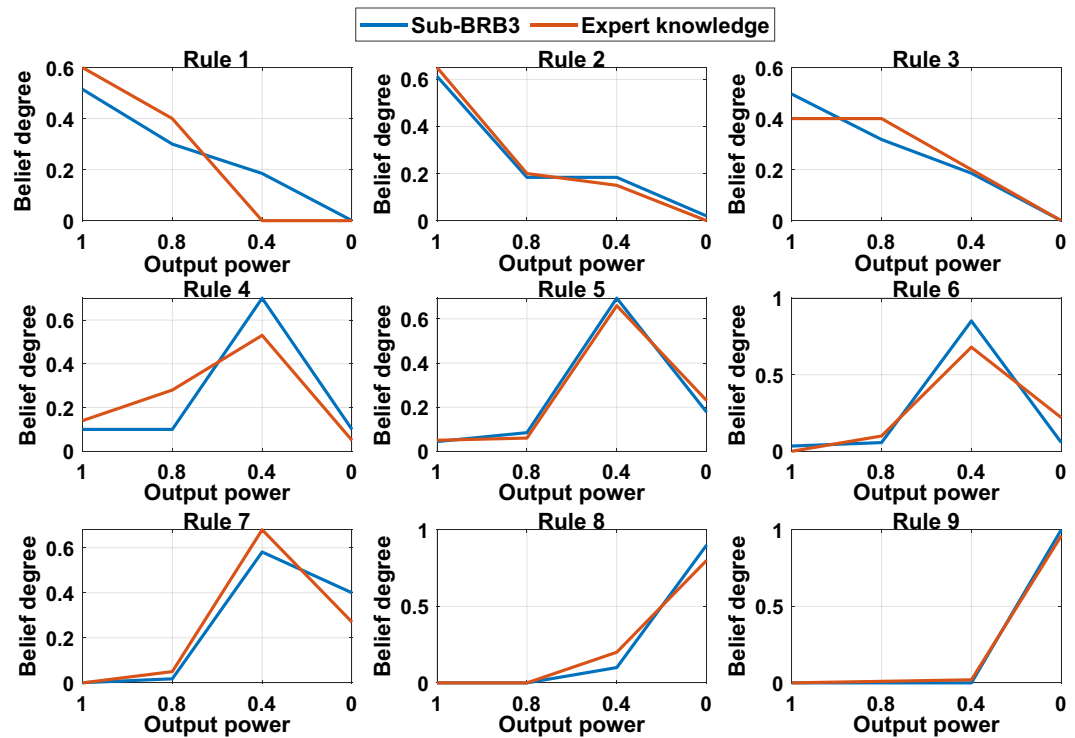 Sub-BRB3 Expert knowledge
Rule 1
Belief degree
0.6
0.4
0.2
0
1 0.8 0.4 0
Output power
Rule 2
Belief degree
0.6
0.4
0.2
0
1 0.8 0.4 0
Output power
Rule 3
Belief degree
0.6
0.4
0.2
0
1 0.8 0.4 0
Output power
Rule 4
Belief degree
0.6
0.4
0.2
0
1 0.8 0.4 0
Output power
Rule 5
Belief degree
0.6
0.4
0.2
0
1 0.8 0.4 0
Output power
Rule 6
Belief degree
1
0.5
0
1 0.8 0.4 0
Output power
Rule 7
Belief degree
0.6
0.4
0.2
0
1 0.8 0.4 0
Output power
Rule 8
Belief degree
1
0.5
0
1 0.8 0.4 0
Output power
Rule 9
Belief degree
1
0.5
0
1 0.8 0.4 0
Output power